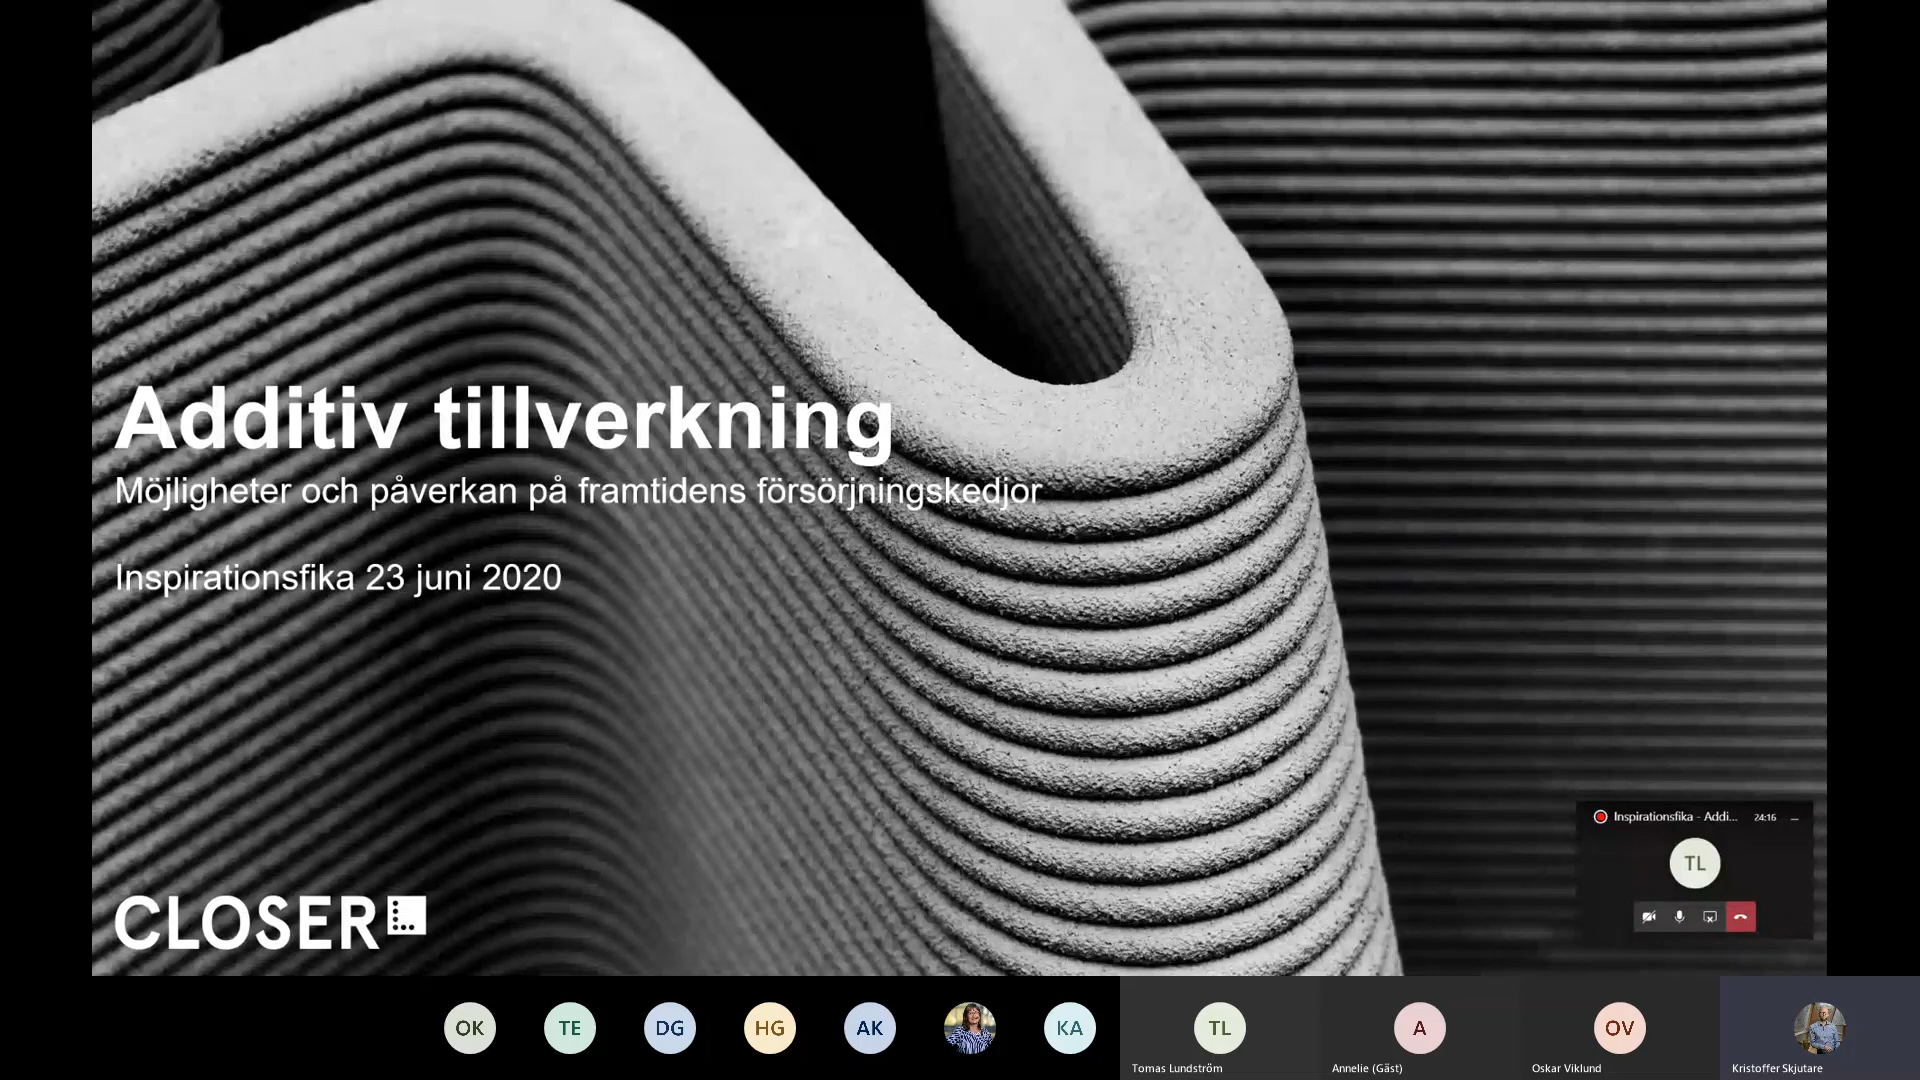 Additiv tillverkning
Möjligheter och påverkan på framtidens försörjningskedjor
Inspirationsfika 23 juni 2020
CLOSER
Inspirationsfika - Addi... 24:16
TL
OK TE DG HG AK KA TL A OV
Tomas Lundström Annelie (Gäst) Oskar Viklund Kristoffer Skjutare